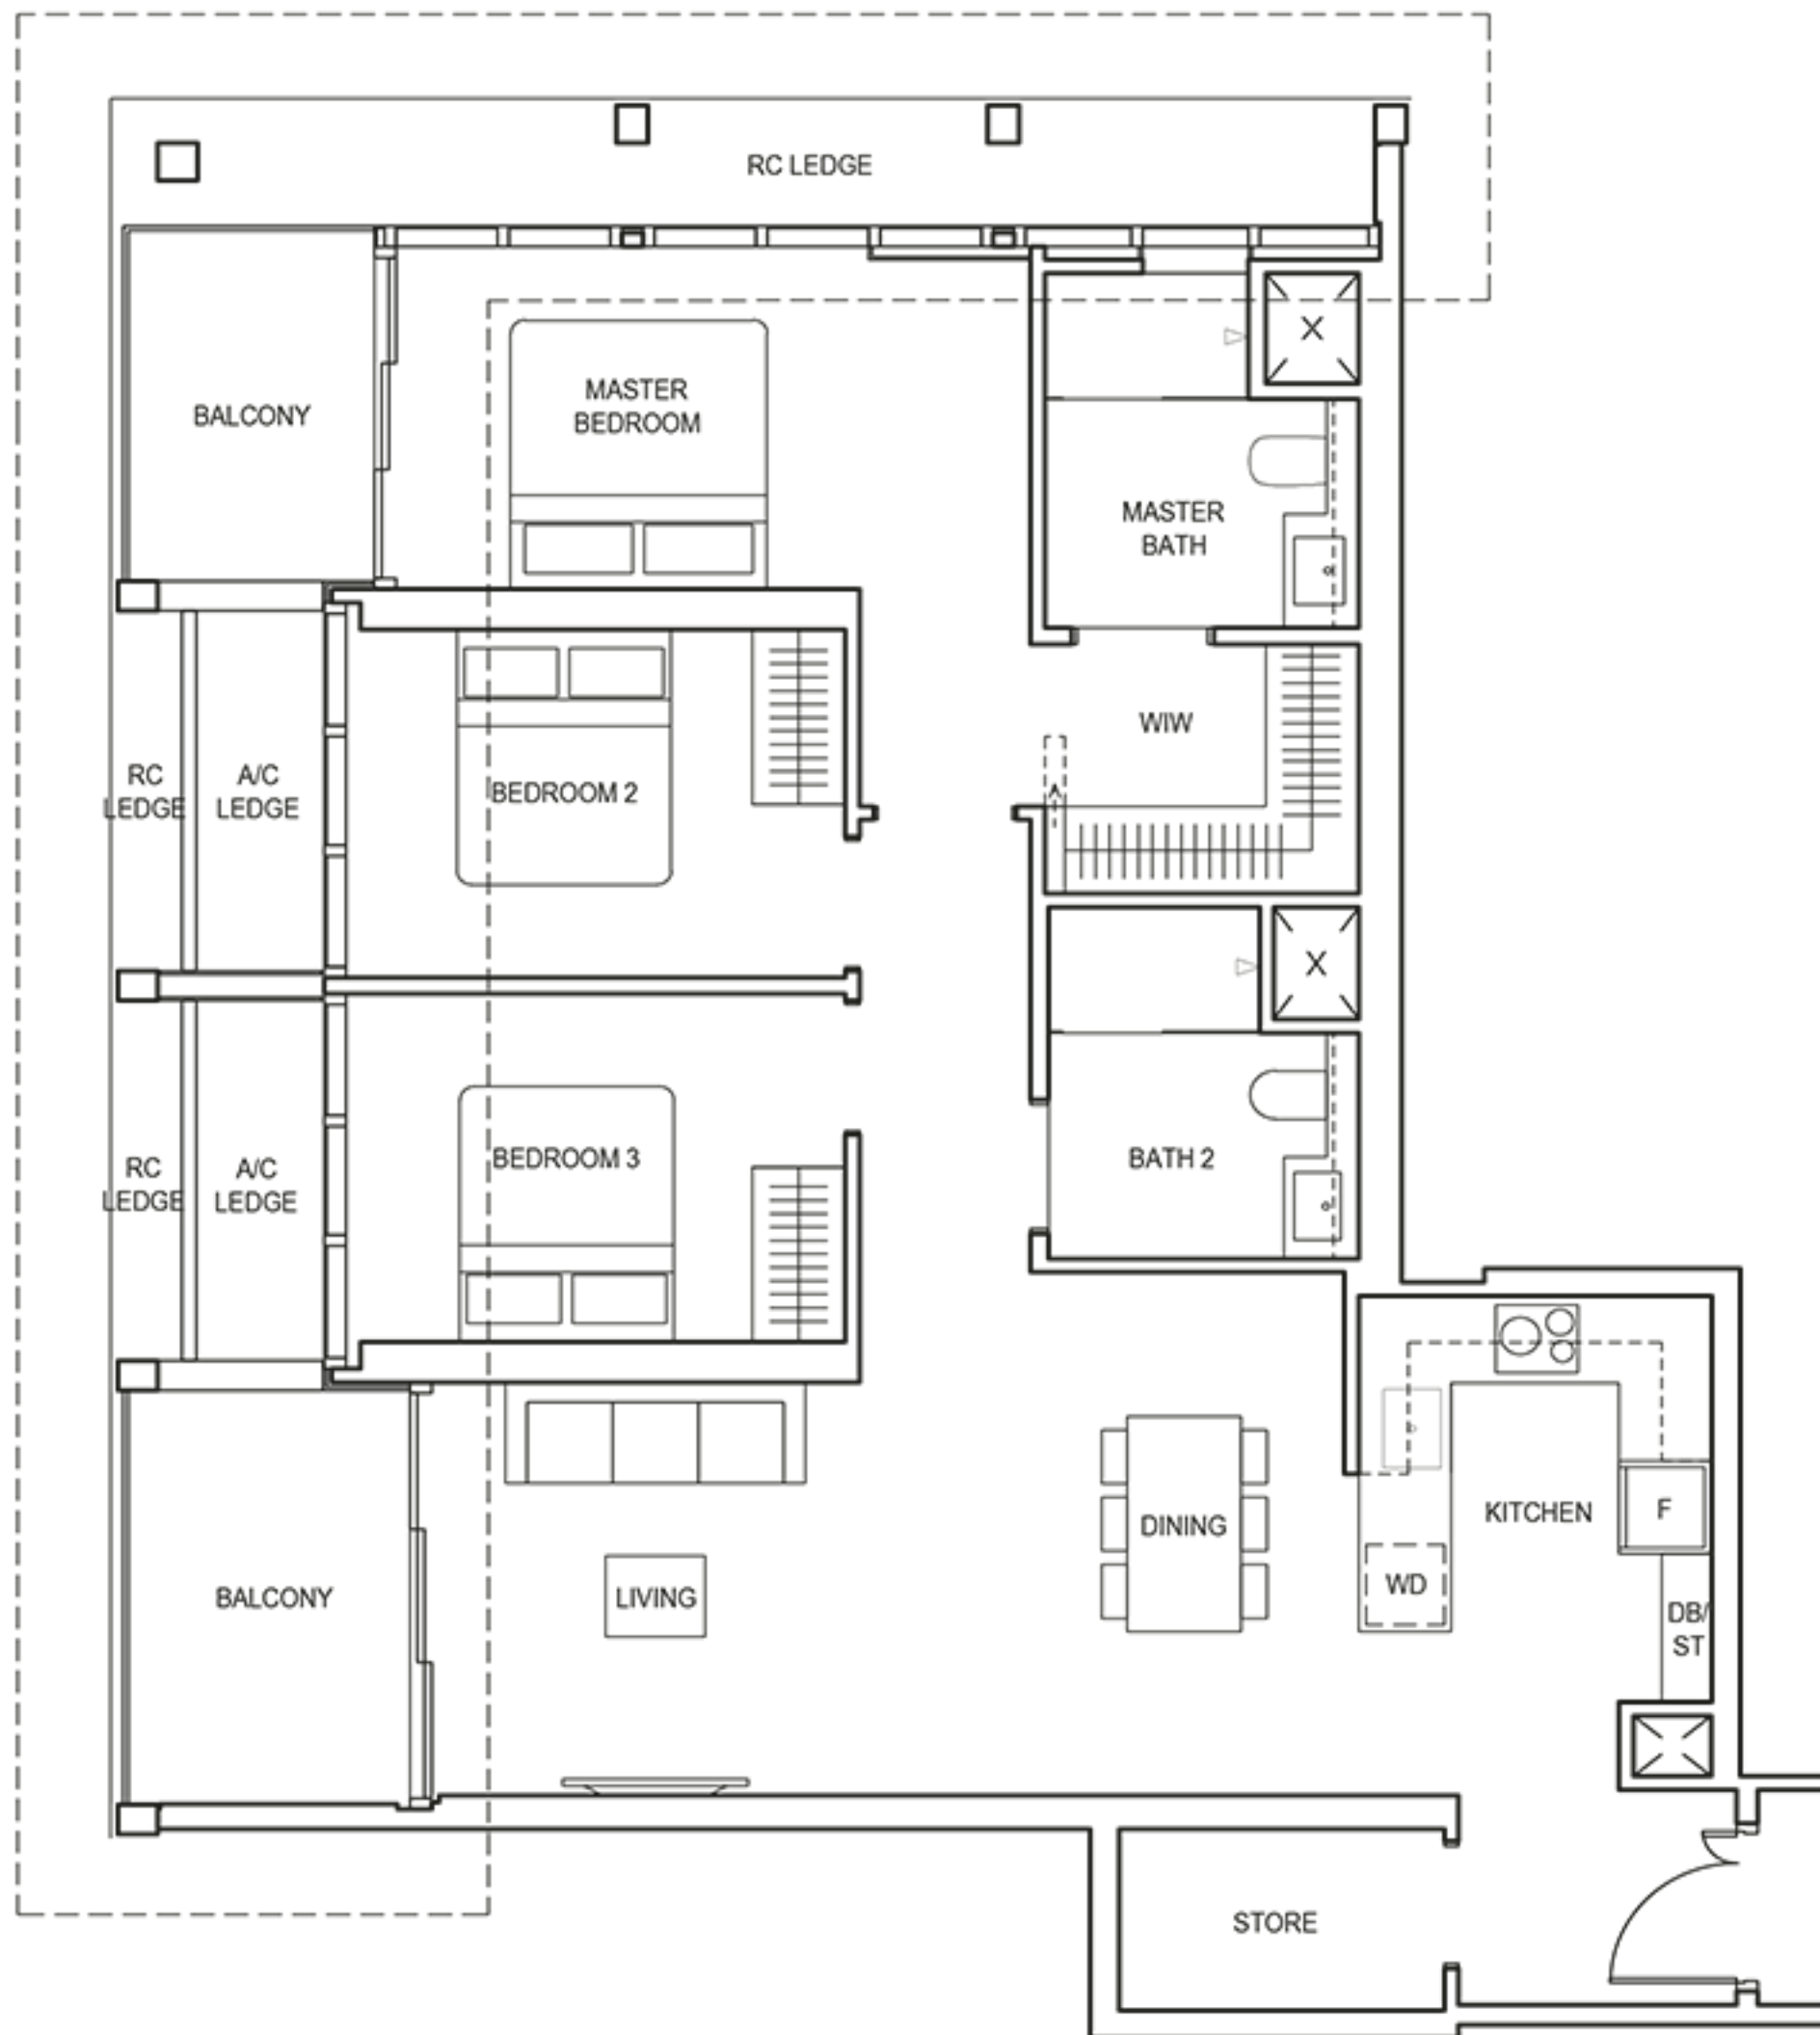 RC LEDGE
BALCONY
MASTER
BEDROOM
X
MASTER
BATH
RC
LEDGE
A/C
LEDGE
BEDROOM 2
WIW
X
RC
LEDGE
A/C
LEDGE
BEDROOM 3
BATH 2
BALCONY
LIVING
DINING
KITCHEN
F
WD
DB/
ST
STORE